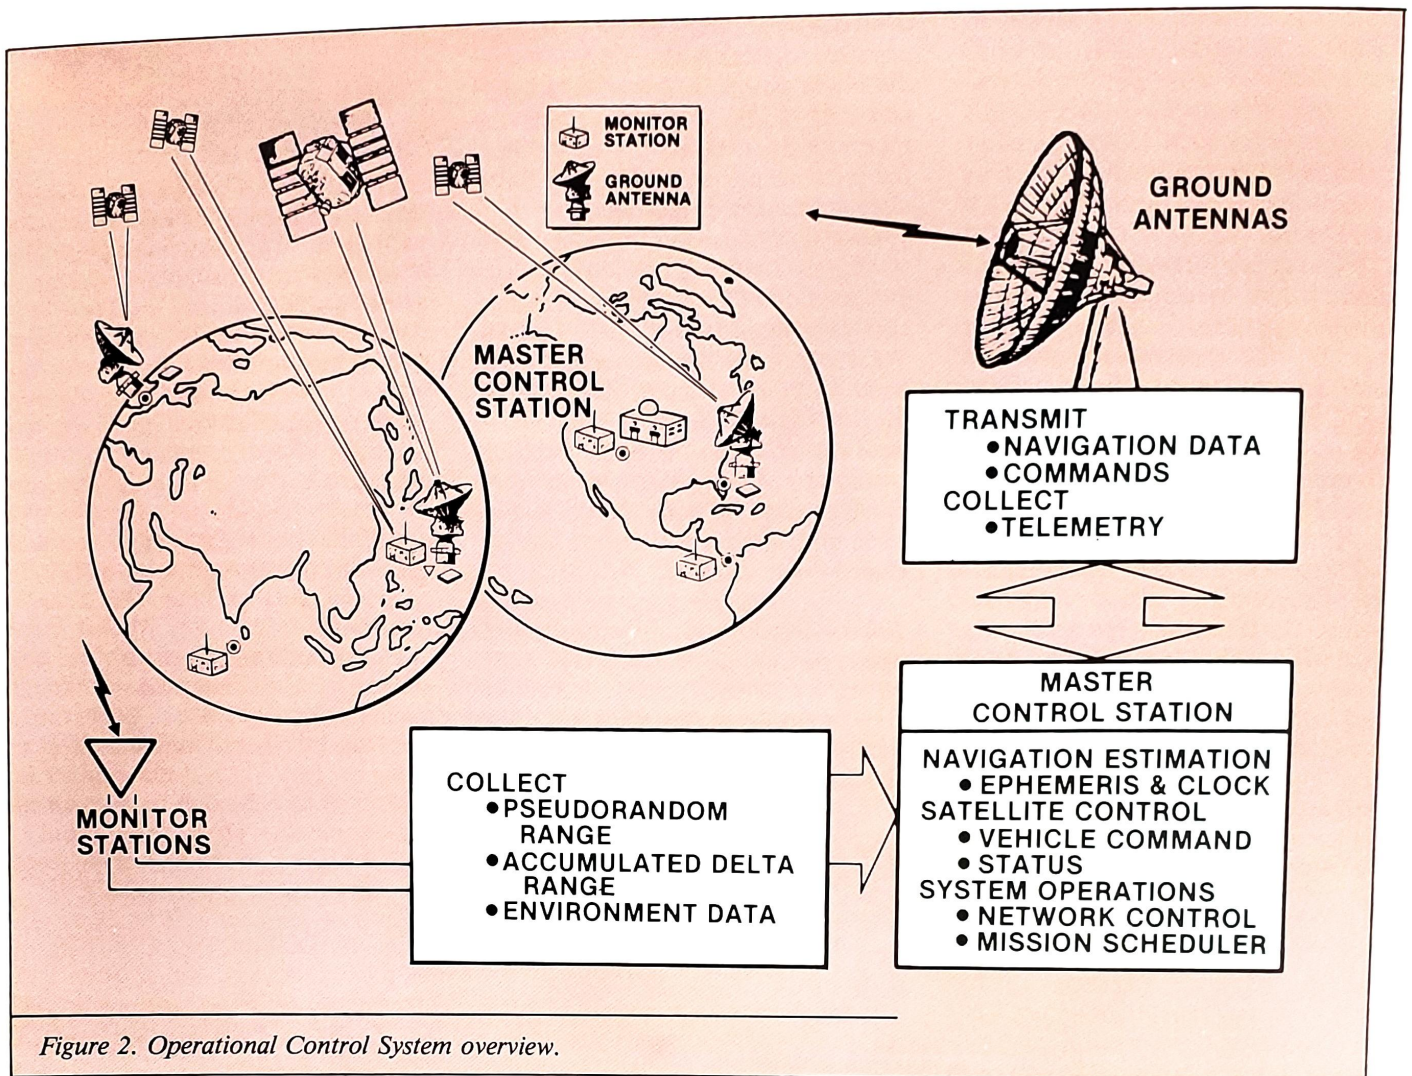 MONITOR
STATION
GROUND
ANTENNA
GROUND
ANTENNAS
MASTER
CONTROL
STATION
TRANSMIT
●NAVIGATION DATA
●COMMANDS
COLLECT
●TELEMETRY
MASTER
CONTROL STATION
NAVIGATION ESTIMATION
● EPHEMERIS & CLOCK
SATELLITE CONTROL
● VEHICLE COMMAND
● STATUS
SYSTEM OPERATIONS
● NETWORK CONTROL
● MISSION SCHEDULER
MONITOR
STATIONS
COLLECT
●PSEUDORANDOM
RANGE
●ACCUMULATED DELTA
RANGE
●ENVIRONMENT DATA
Figure 2. Operational Control System overview.